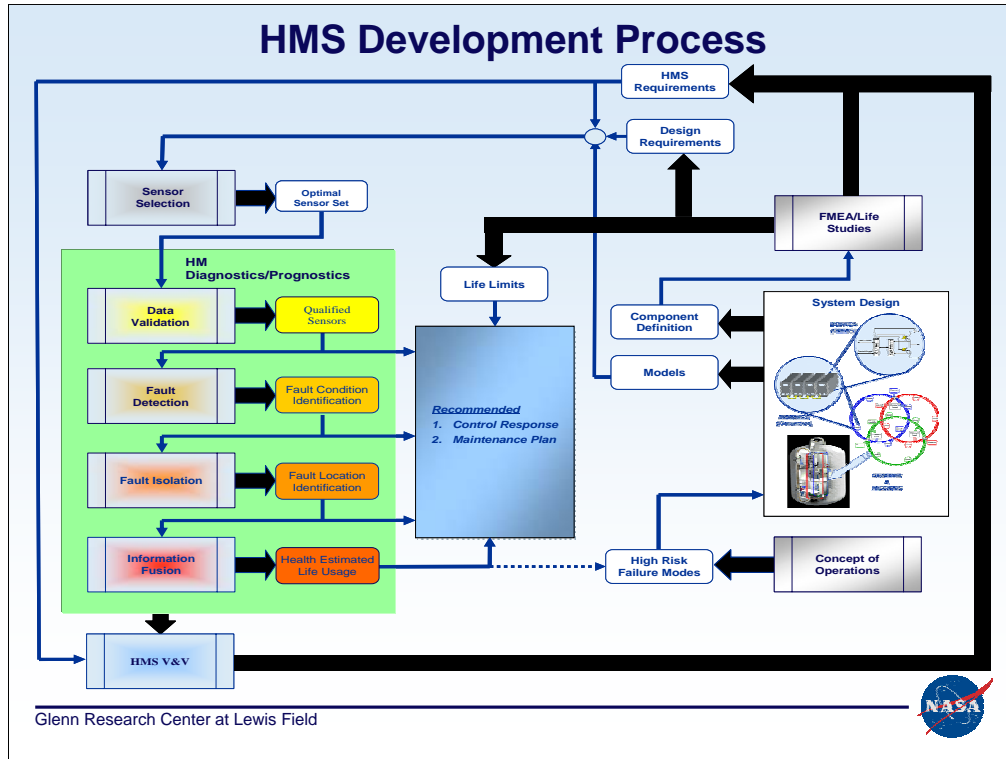 HMS Development Process
HMS
Requirements
Design
Requirements
Sensor
Selection
Optimal
Sensor Set
FMEA/Life
Studies
HM
Diagnostics/Prognostics
Life Limits
Data
Validation
Qualified
Sensors
Component
Definition
System Design
Models
Fault
Detection
Fault Condition
Identification
Recommended
1. Control Response
2. Maintenance Plan
Fault Isolation
Fault Location
Identification
Information
Fusion
Health Estimated
Life Usage
High Risk
Failure Modes
Concept of
Operations
HMS V&V
Glenn Research Center at Lewis Field
NASA